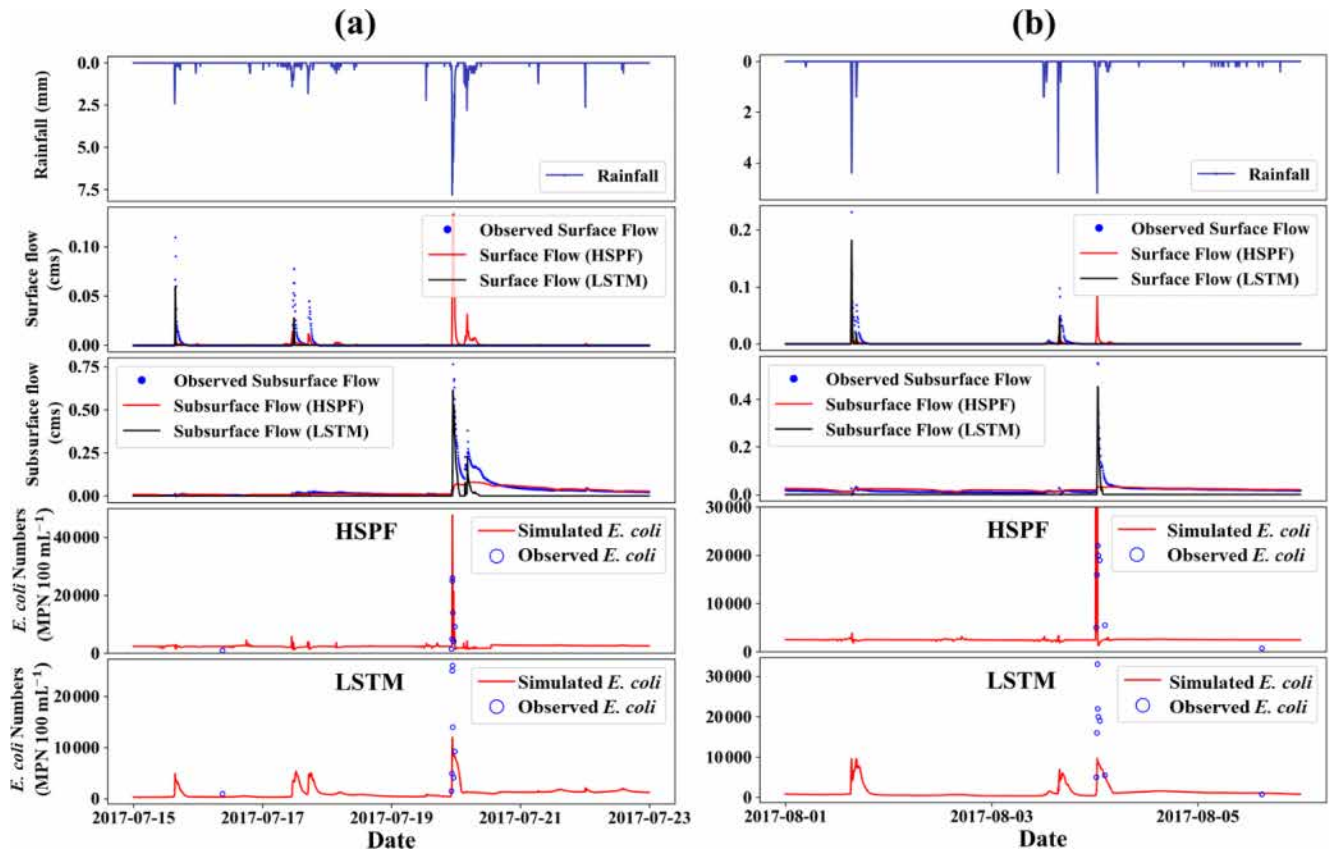 (a)
(b)
Rainfall (mm)
0.0
2.5
5.0
7.5
Rainfall
0
2
4
Rainfall
Surface flow
(cms)
0.10
0.05
0.00
Observed Surface Flow
Surface Flow (HSPF)
Surface Flow (LSTM)
0.2
0.1
0.0
Observed Surface Flow
Surface Flow (HSPF)
Surface Flow (LSTM)
Subsurface flow
(cms)
0.75
0.50
0.25
0.00
Observed Subsurface Flow
Subsurface Flow (HSPF)
Subsurface Flow (LSTM)
0.4
0.2
0.0
Observed Subsurface Flow
Subsurface Flow (HSPF)
Subsurface Flow (LSTM)
E. coli Numbers
(MPN 100 mL⁻¹)
40000
20000
0
HSPF
Simulated E. coli
Observed E. coli
30000
20000
10000
0
HSPF
Simulated E. coli
Observed E. coli
E. coli Numbers
(MPN 100 mL⁻¹)
20000
10000
0
LSTM
Simulated E. coli
Observed E. coli
30000
20000
10000
0
LSTM
Simulated E. coli
Observed E. coli
2017-07-15 2017-07-17 2017-07-19 2017-07-21 2017-07-23
Date
2017-08-01 2017-08-03 2017-08-05
Date